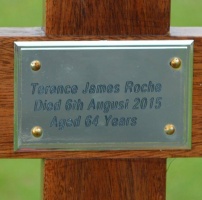 Terence James Roche
Died 6th August 2015
Aged 64 Years